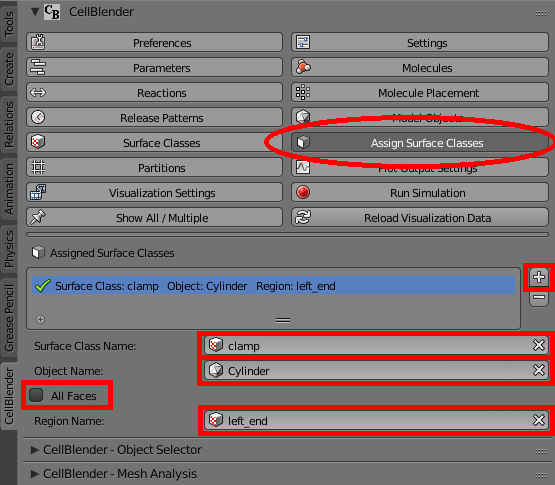 CellBlender
Preferences Settings
Parameters Molecules
Reactions Molecule Placement
Release Patterns Model Objects
Surface Classes Assign Surface Classes
Partitions Plot Output Settings
Visualization Settings Run Simulation
Show All / Multiple Reload Visualization Data
Assigned Surface Classes
Surface Class: clamp Object: Cylinder Region: left_end
Surface Class Name: clamp
Object Name: Cylinder
All Faces
Region Name: left_end
CellBlender - Object Selector
CellBlender - Mesh Analysis
Tools
Create
Relations
Animation
Physics
Grease Pencil
CellBlender